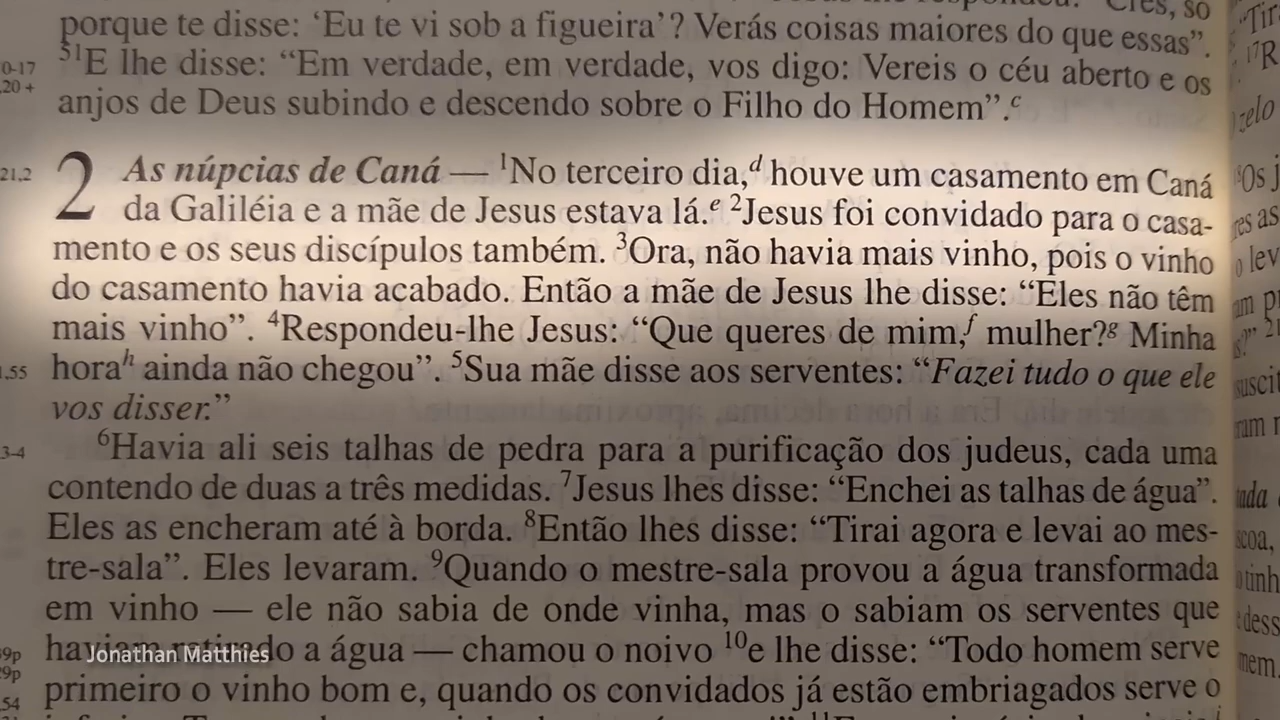 Cres, só
porque te disse: ‘Eu te vi sob a figueira’? Verás coisas maiores do que essas”.
51E lhe disse: “Em verdade, em verdade, vos digo: Vereis o céu aberto e os
anjos de Deus subindo e descendo sobre o Filho do Homem”.c
2 As núpcias de Caná — 1No terceiro dia,d houve um casamento em Caná
da Galiléia e a mãe de Jesus estava lá.e 2Jesus foi convidado para o casa-
mento e os seus discípulos também. 3Ora, não havia mais vinho, pois o vinho
do casamento havia acabado. Então a mãe de Jesus lhe disse: “Eles não têm
mais vinho”. 4Respondeu-lhe Jesus: “Que queres de mim,f mulher?g Minha
horah ainda não chegou”. 5Sua mãe disse aos serventes: “Fazei tudo o que ele
vos disser.”
6Havia ali seis talhas de pedra para a purificação dos judeus, cada uma
contendo de duas a três medidas. 7Jesus lhes disse: “Enchei as talhas de água”.
Eles as encheram até à borda. 8Então lhes disse: “Tirai agora e levai ao mes-
tre-sala”. Eles levaram. 9Quando o mestre-sala provou a água transformada
em vinho — ele não sabia de onde vinha, mas o sabiam os serventes que
haviam retirado a água — chamou o noivo 10e lhe disse: “Todo homem serve
primeiro o vinho bom e, quando os convidados já estão embriagados serve o
Jonathan Matthies